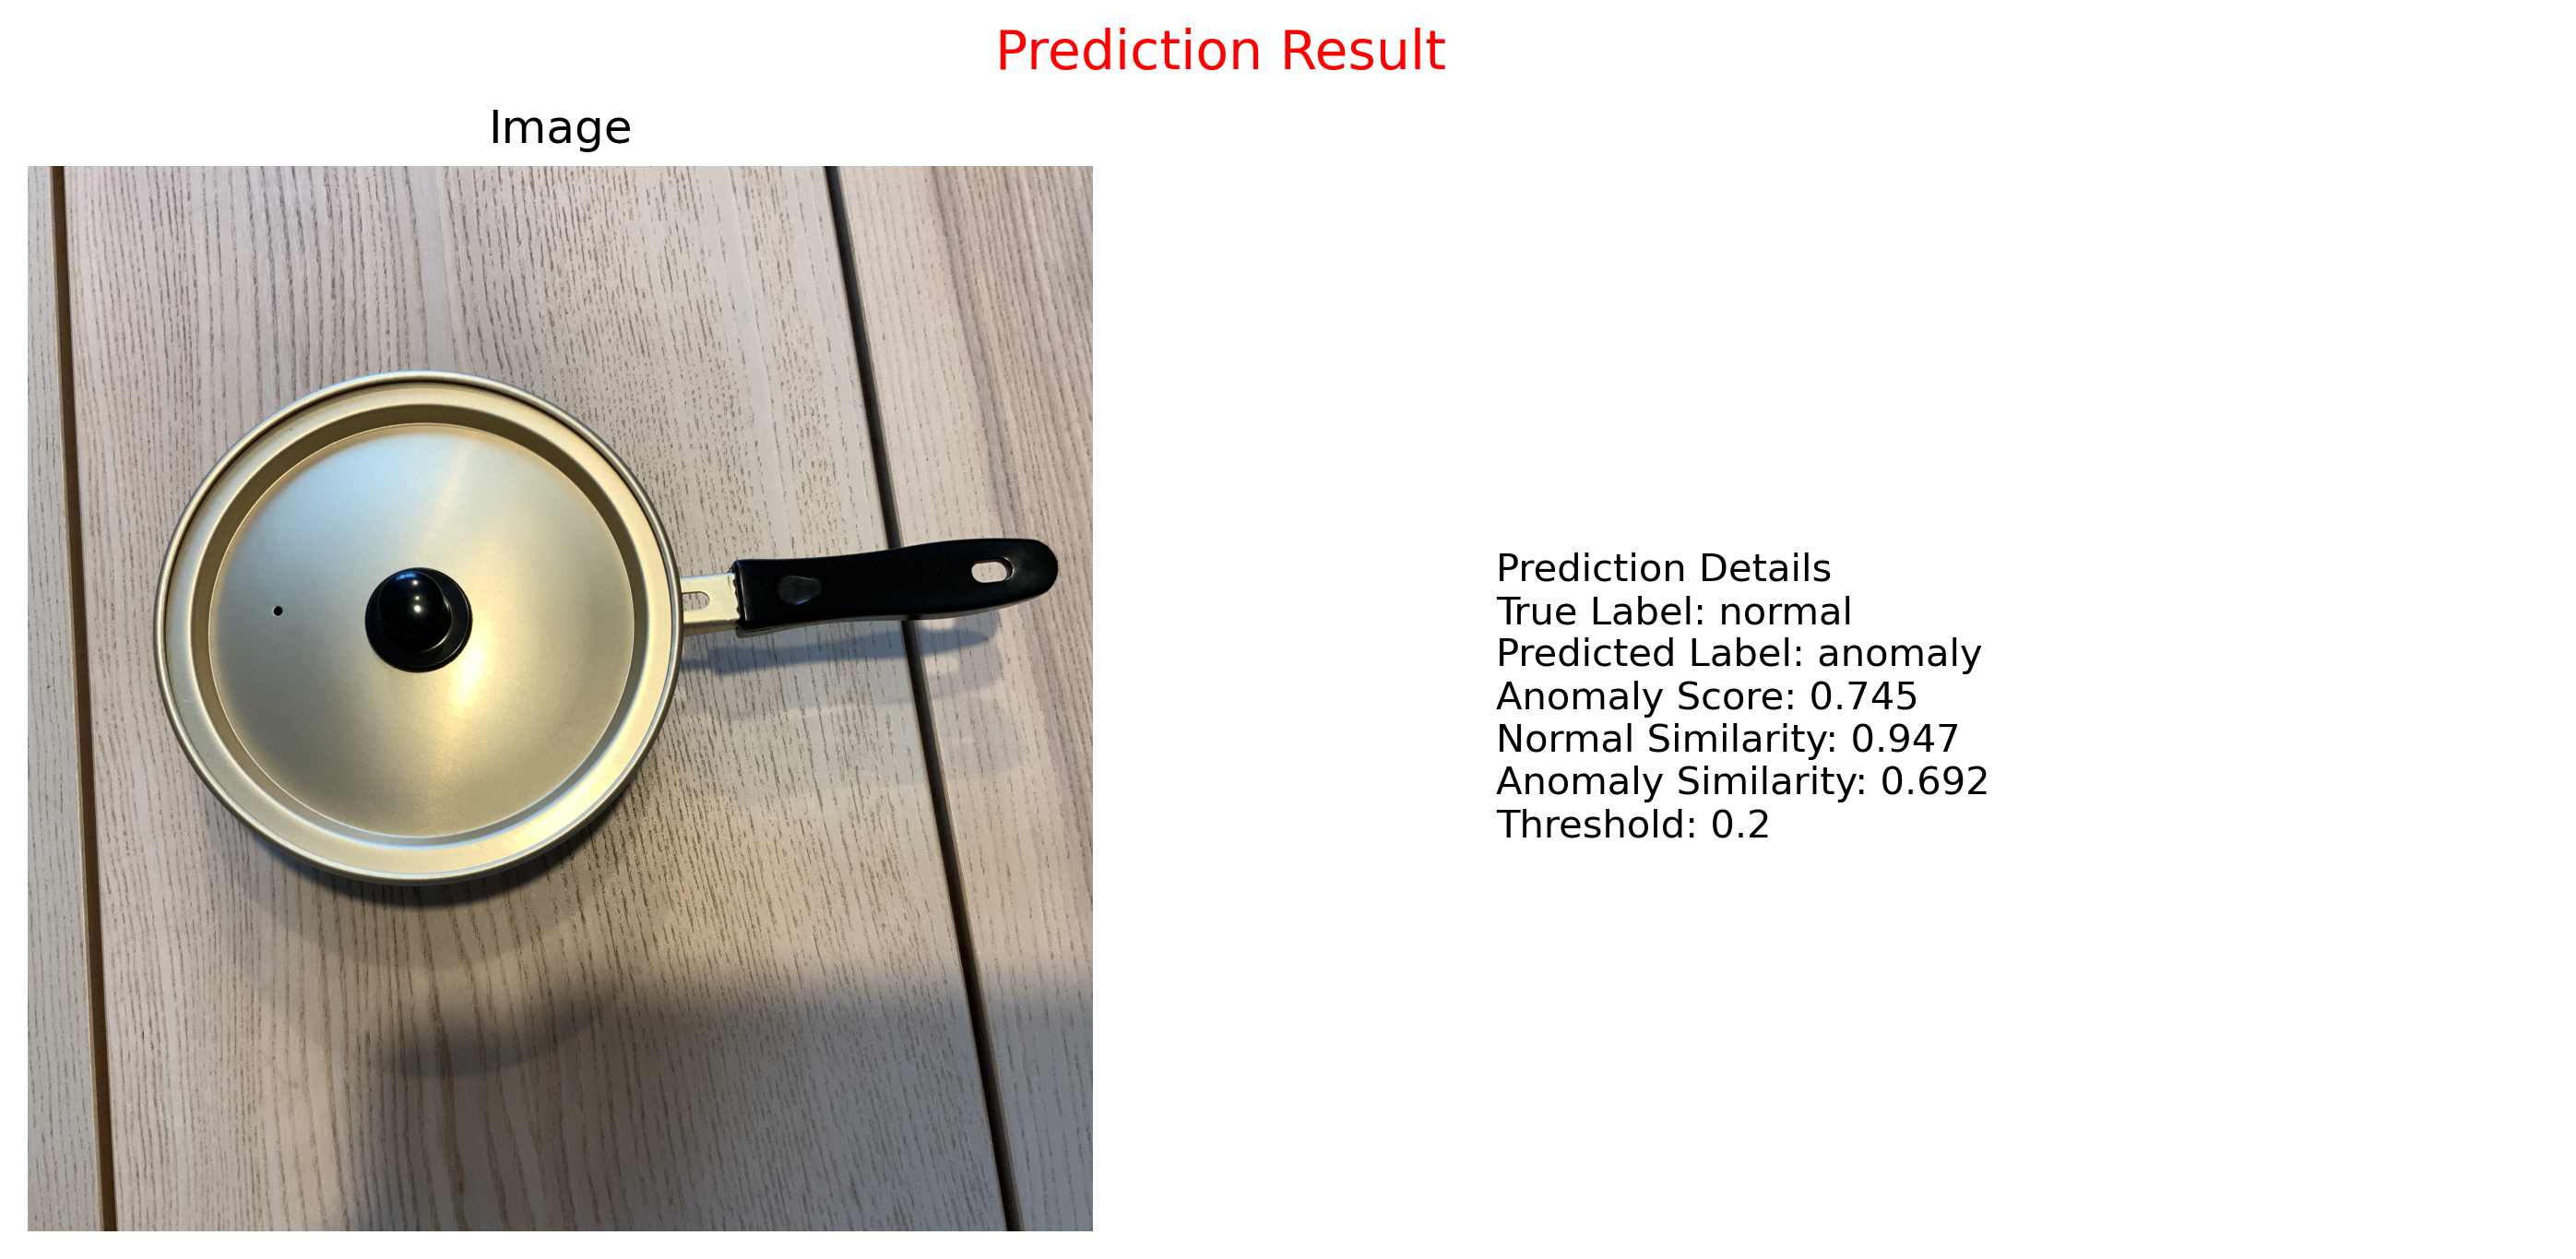 Prediction Result
Image
Prediction Details
True Label: normal
Predicted Label: anomaly
Anomaly Score: 0.745
Normal Similarity: 0.947
Anomaly Similarity: 0.692
Threshold: 0.2